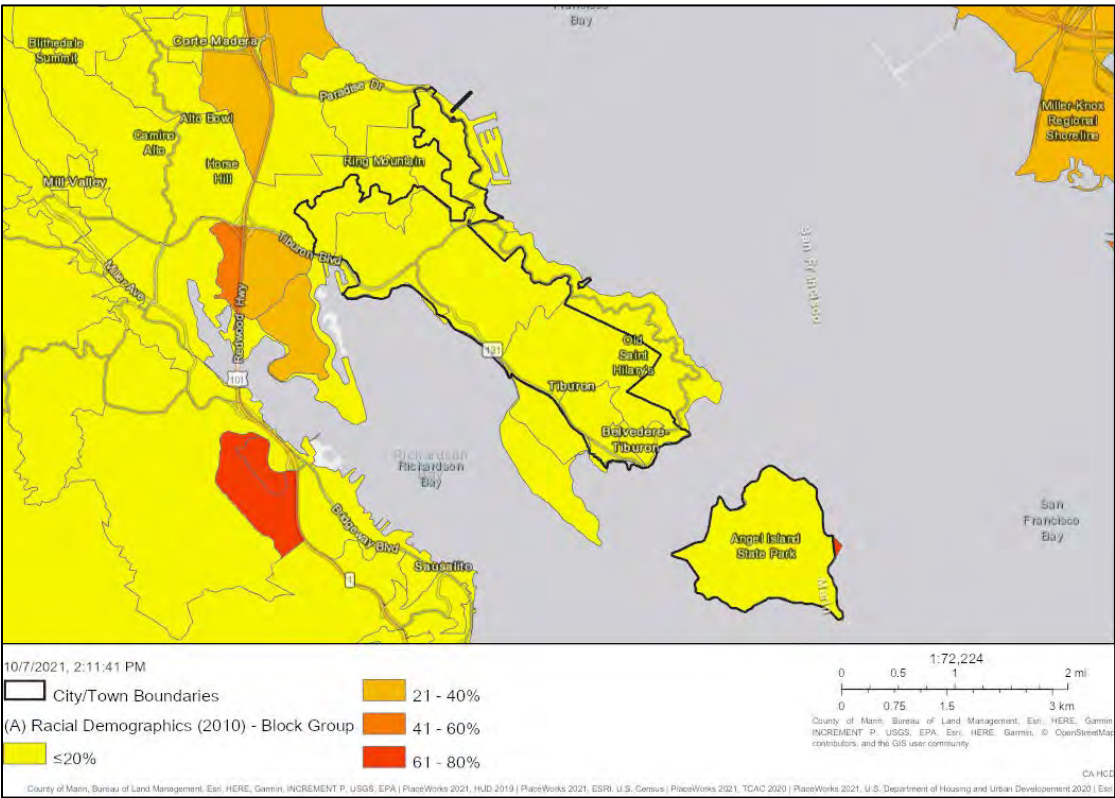 Francisco
Bay
Blithedale
Summit
Corte Madera
Paradise Dr
Miller-Knox
Regional
Shoreline
Alto Bowl
Camino
Alto
Ring Mountain
Horse
Hill
Mill Valley
Tiburon Blvd
Miller Ave
Redwood Hwy
San Francisco
101
131
Old
Saint
Hilary's
Tiburon
Belvedere-
Tiburon
Richardson
Bay
Richardson
Bay
San
Francisco
Bay
Angel Island
State Park
Marin
Bridgeway Blvd
Sausalito
1
10/7/2021, 2:11:41 PM
City/Town Boundaries
(A) Racial Demographics (2010) - Block Group
≤20%
21 - 40%
41 - 60%
61 - 80%
1:72,224
0 0.5 1 2 mi
0 0.75 1.5 3 km
County of Marin, Bureau of Land Management, Esri, HERE, Garmin,
INCREMENT P, USGS, EPA, Esri, HERE, Garmin, © OpenStreetMap
contributors, and the GIS user community
CA HCD
County of Marin, Bureau of Land Management, Esri, HERE, Garmin, INCREMENT P, USGS, EPA | PlaceWorks 2021, HUD 2019 | PlaceWorks 2021, ESRI, U.S. Census | PlaceWorks 2021, TCAC 2020 | PlaceWorks 2021, U.S. Department of Housing and Urban Developement 2020 | Esri